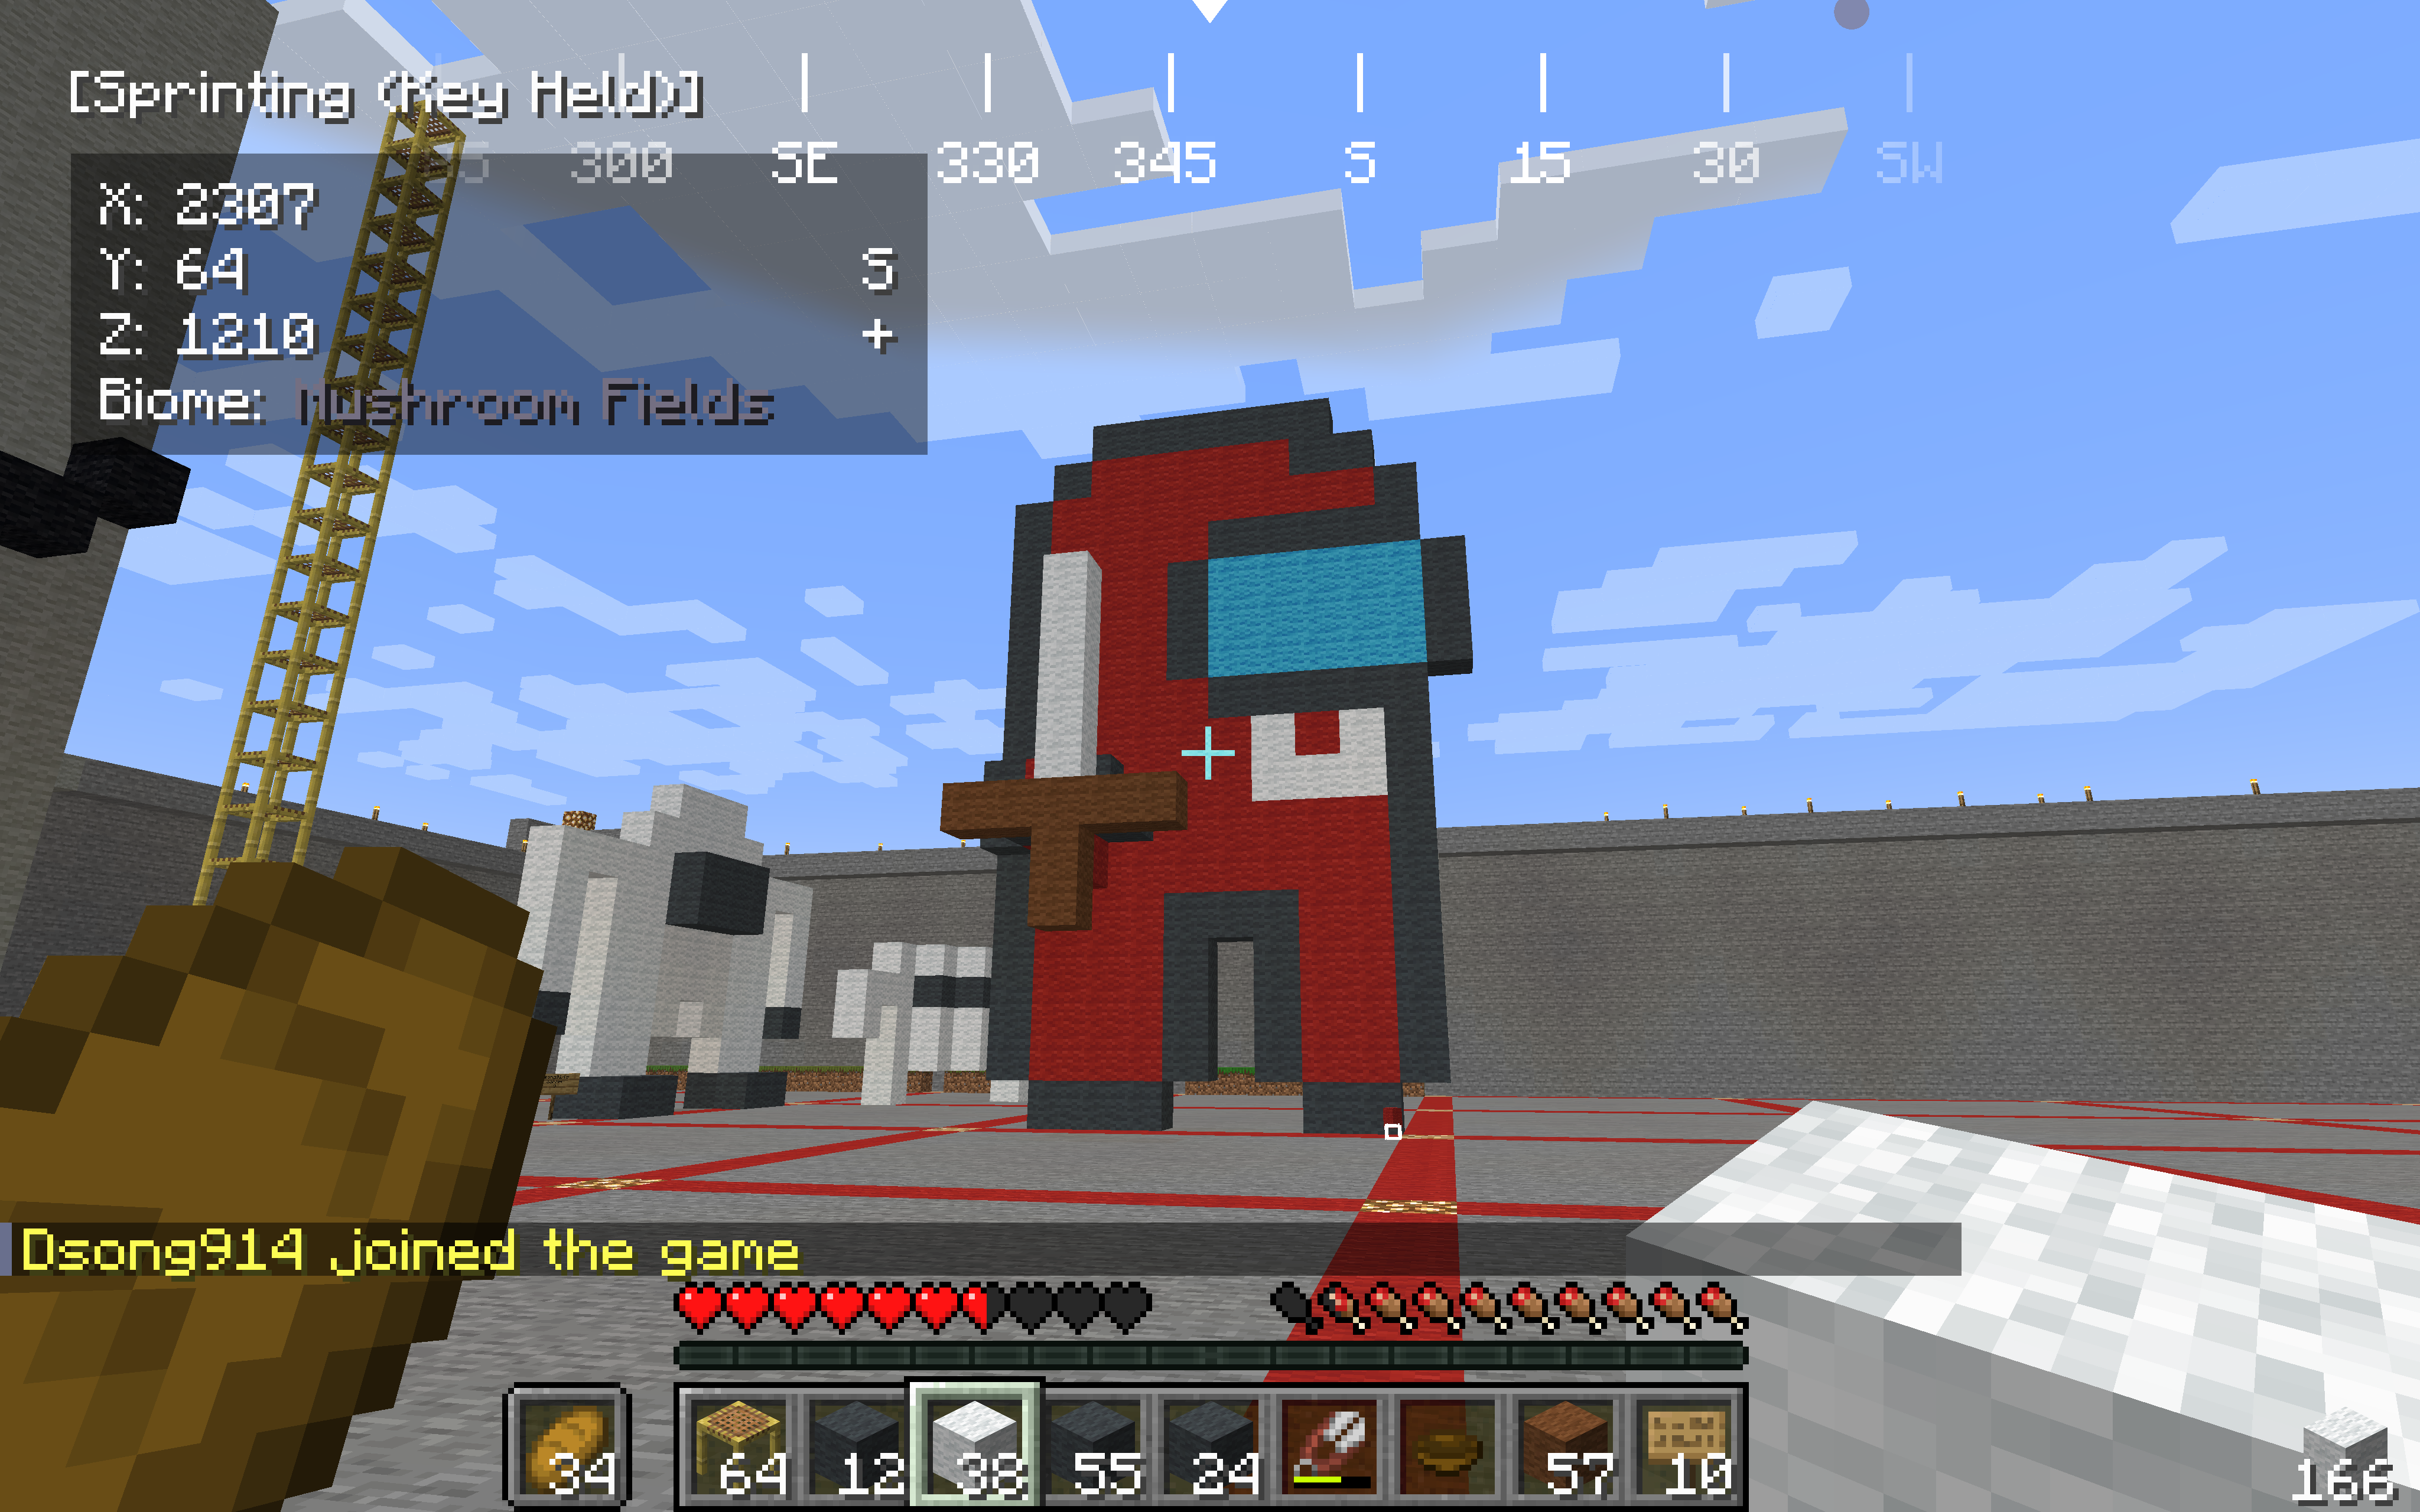 [Sprinting (Key Held)]
300 SE 330 345 S 15 30 SW
X: 2307
Y: 64 S
Z: 1210 +
Biome: Mushroom Fields
Dsong914 joined the game
34 64 12 38 55 24 57 10 166